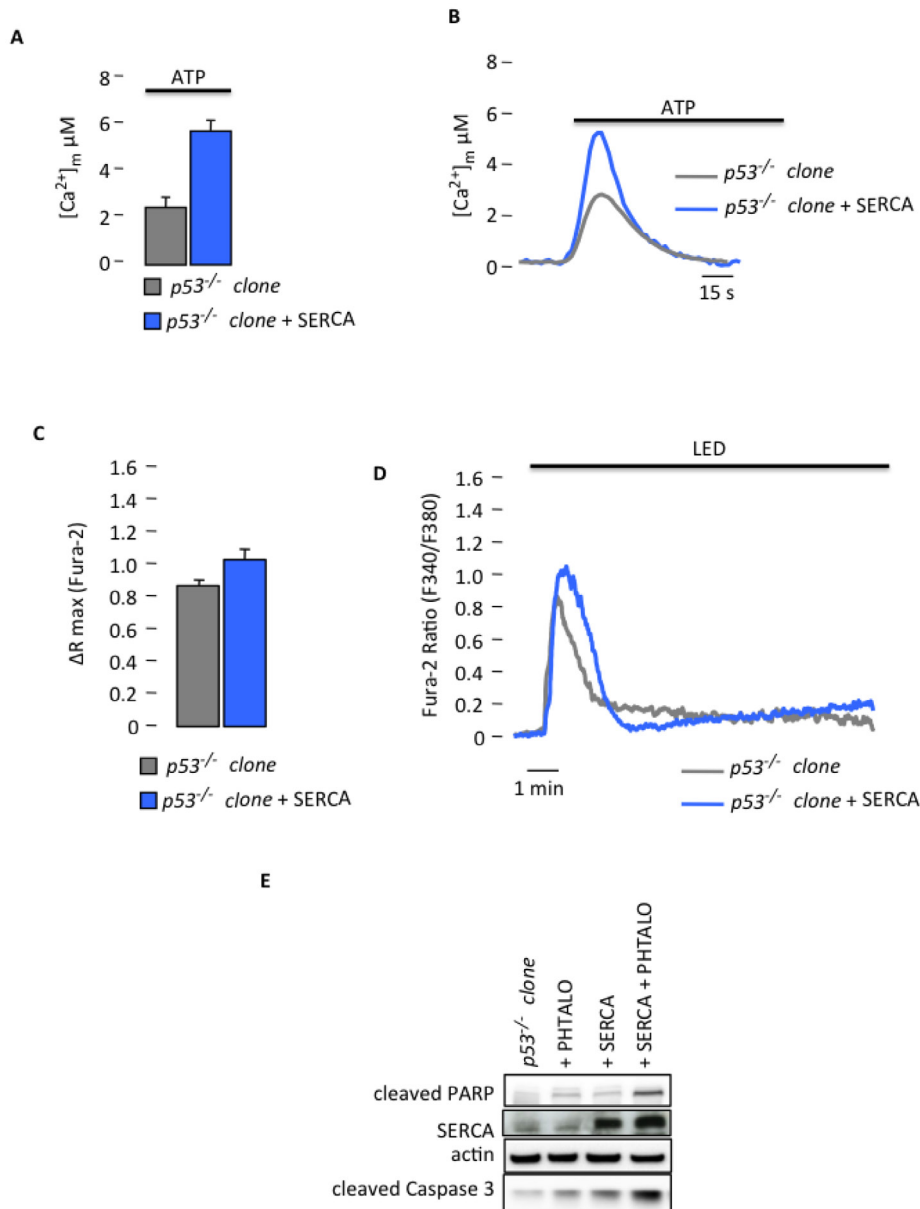 A
ATP
8
6
4
2
0
[Ca²⁺]ₘ µM
p53⁻/⁻ clone
p53⁻/⁻ clone + SERCA
B
8
6
4
2
0
[Ca²⁺]ₘ µM
ATP
p53⁻/⁻ clone
p53⁻/⁻ clone + SERCA
15 s
C
1.6
1.4
1.2
1.0
0.8
0.6
0.4
0.2
0
ΔR max (Fura-2)
p53⁻/⁻ clone
p53⁻/⁻ clone + SERCA
D
LED
1.6
1.4
1.2
1.0
0.8
0.6
0.4
0.2
0
Fura-2 Ratio (F340/F380)
1 min
p53⁻/⁻ clone
p53⁻/⁻ clone + SERCA
E
p53⁻/⁻ clone
+ PHTALO
+ SERCA
+ SERCA + PHTALO
cleaved PARP
SERCA
actin
cleaved Caspase 3